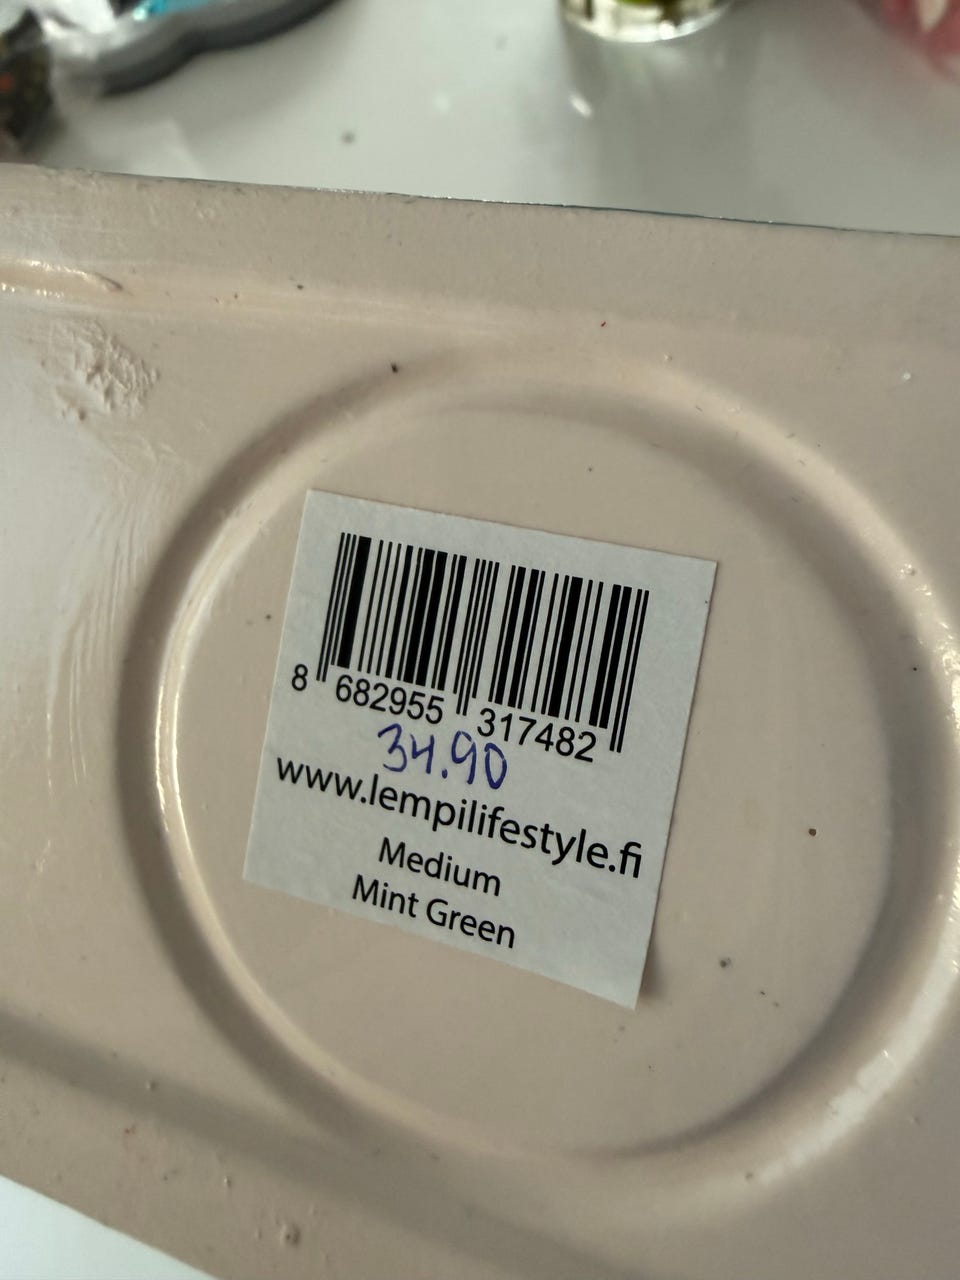 8 682955 317482
34.90
www.lempilifestyle.fi
Medium
Mint Green